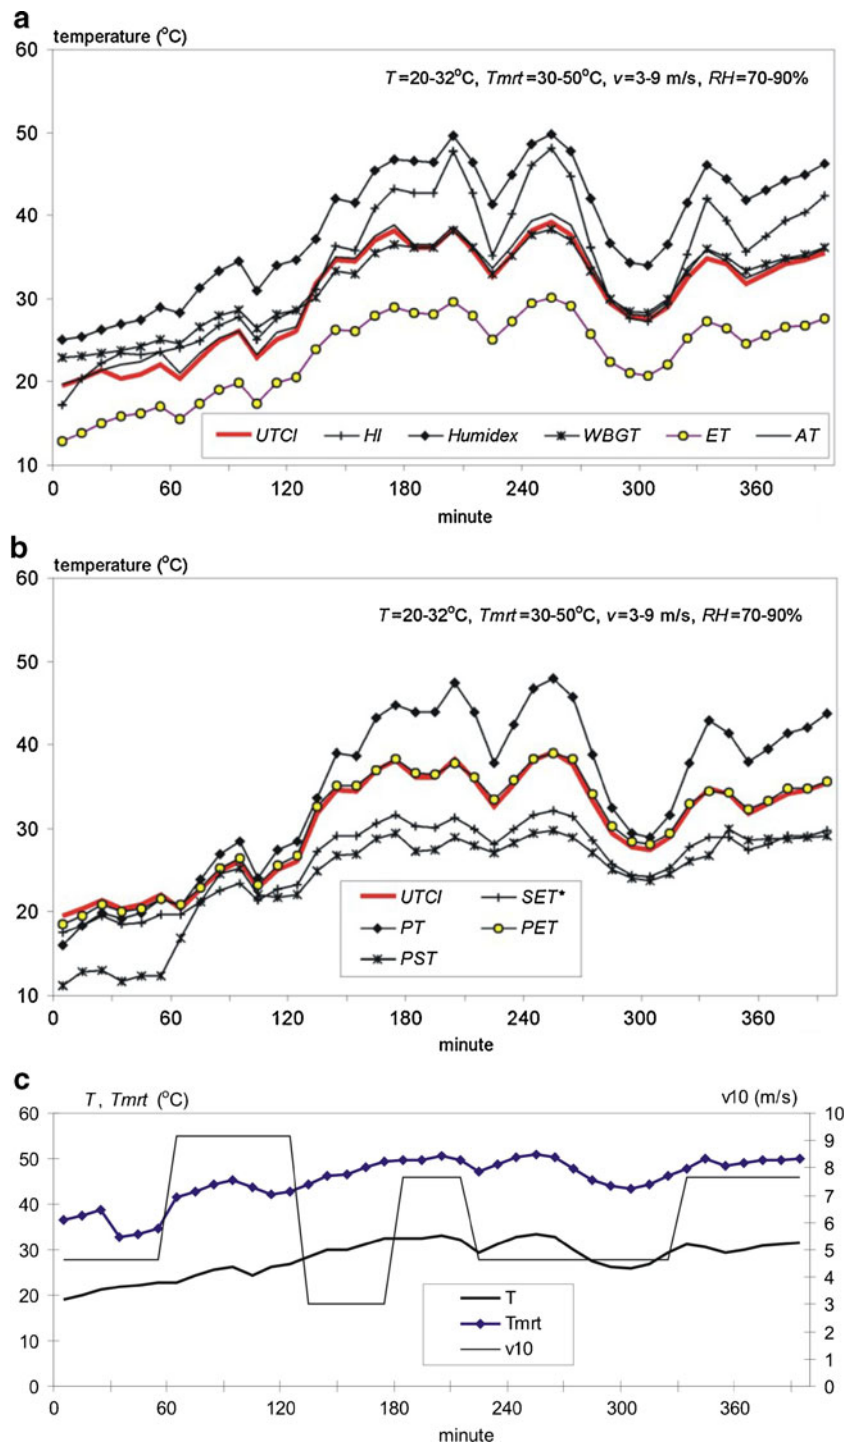 a
temperature (°C)
60
T=20-32°C, Tmrt=30-50°C, v=3-9 m/s, RH=70-90%
50
40
30
20
UTCI HI Humidex WBGT ET AT
10
0 60 120 180 240 300 360
minute
b
temperature (°C)
60
T=20-32°C, Tmrt=30-50°C, v=3-9 m/s, RH=70-90%
50
40
30
UTCI SET*
20
PT PET
PST
10
0 60 120 180 240 300 360
minute
c
T, Tmrt (°C) v10 (m/s)
60 10
9
50
8
40 7
6
30 5
4
20
T
3
Tmrt
10 2
v10
1
0 0
0 60 120 180 240 300 360
minute